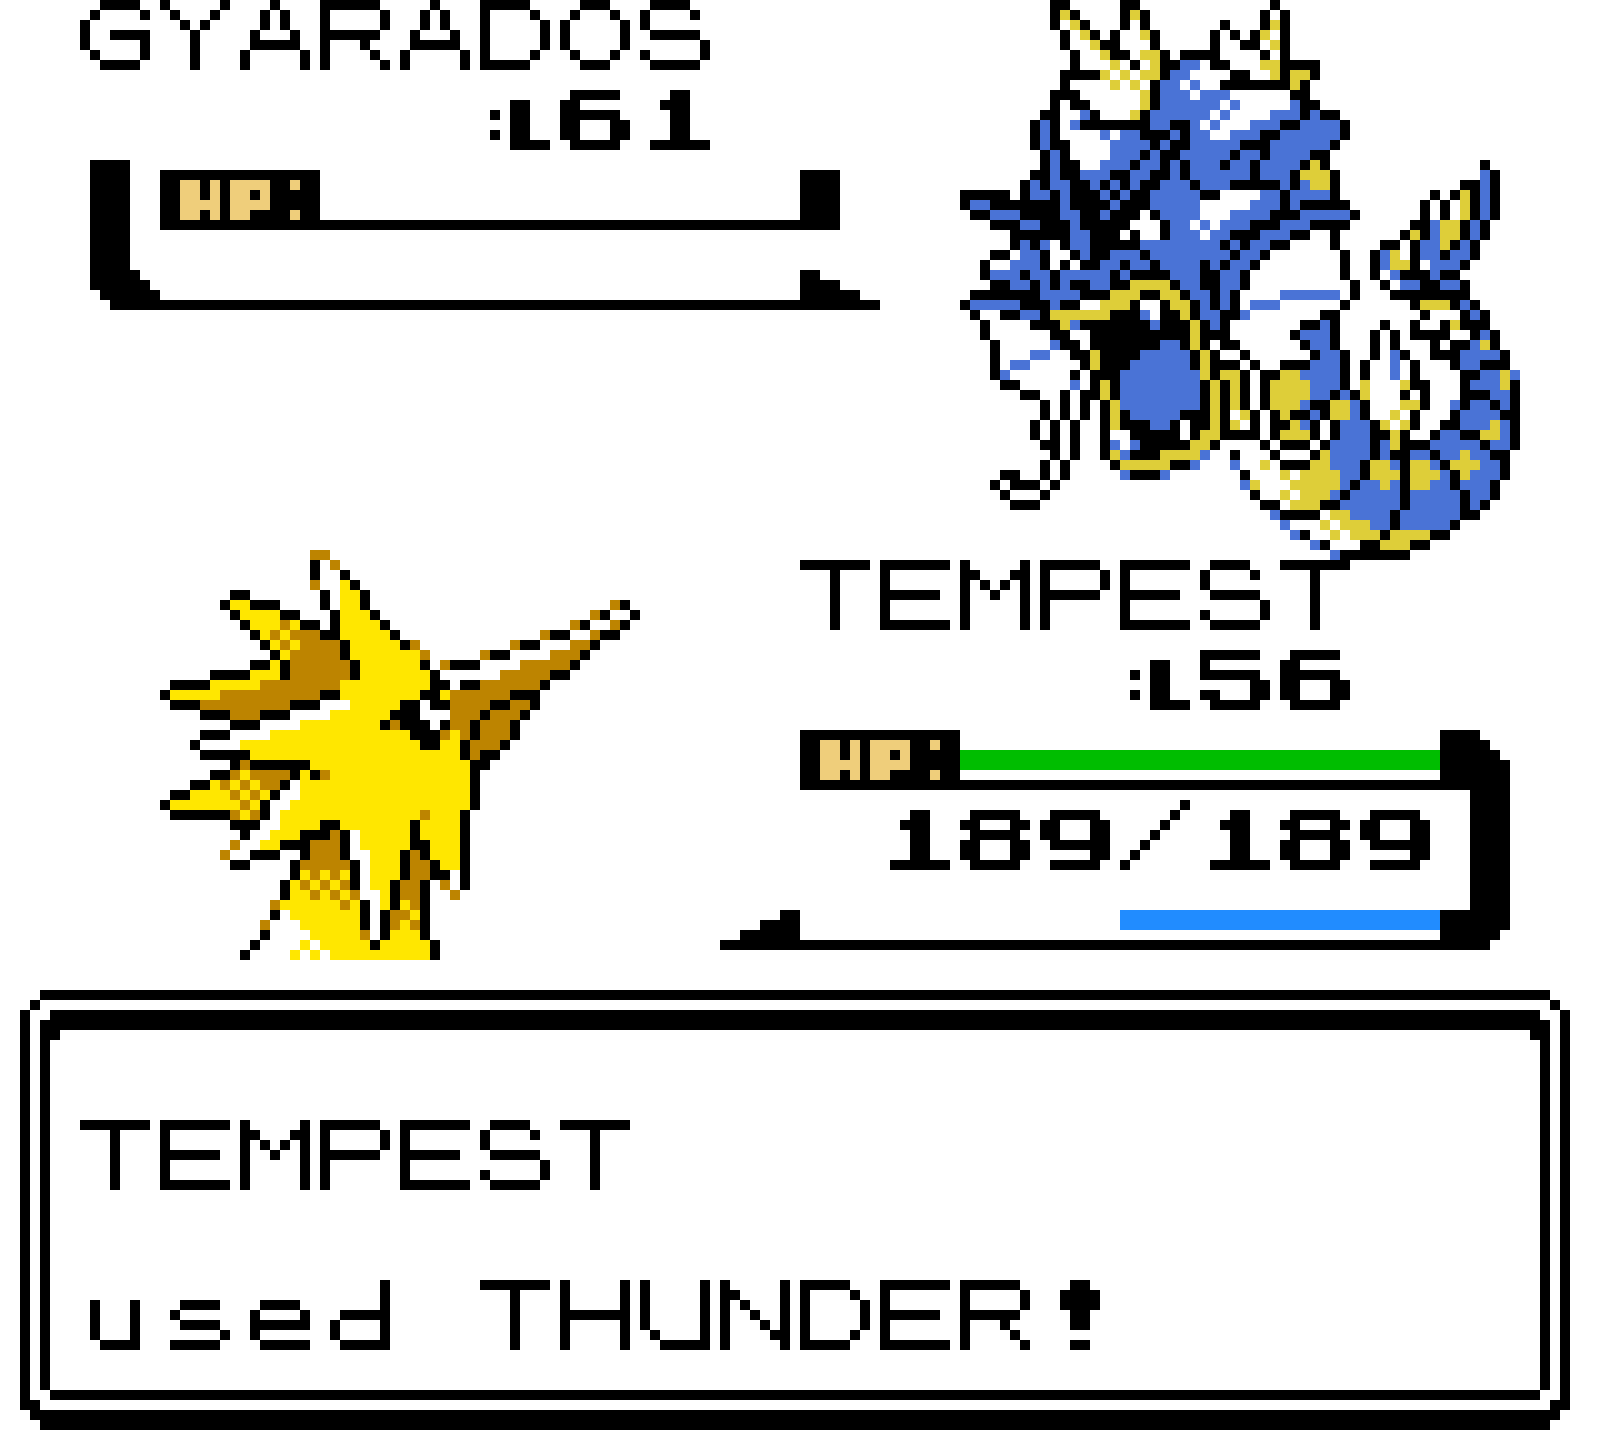 GYARADOS
:L61
HP:
TEMPEST
:L56
HP:
189/189
TEMPEST
used THUNDER!